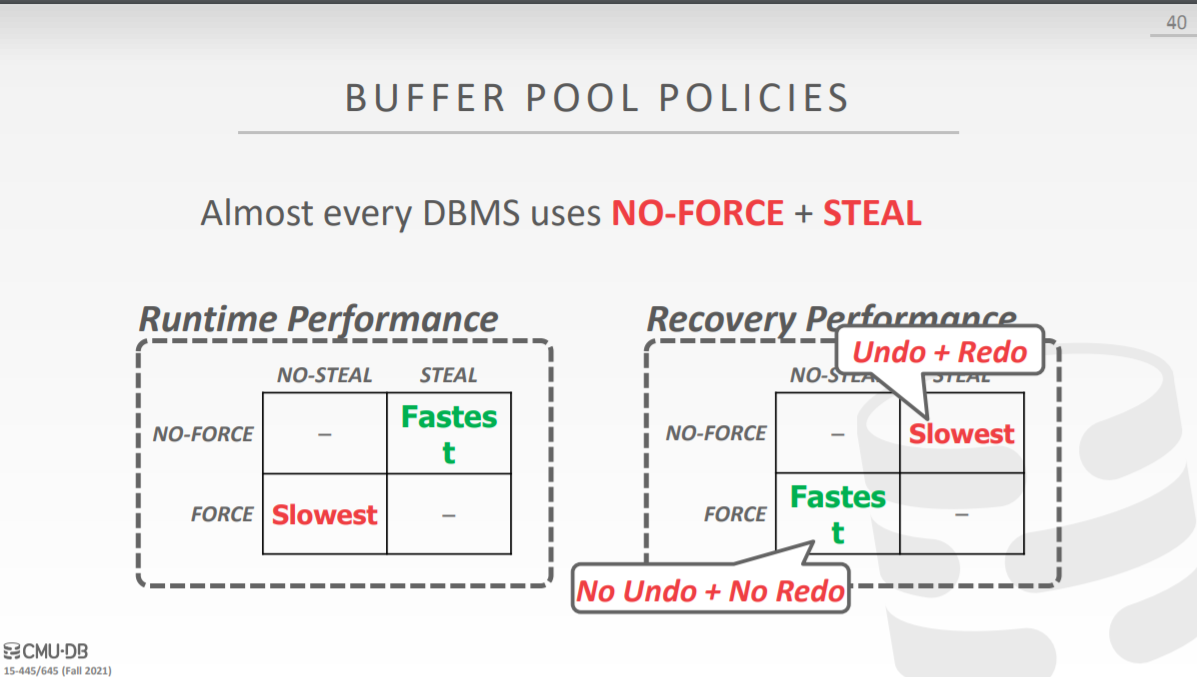 40
BUFFER POOL POLICIES
Almost every DBMS uses NO-FORCE + STEAL
Runtime Performance
NO-STEAL STEAL
NO-FORCE – Fastes
t
FORCE Slowest –
Recovery Performance
Undo + Redo
NO-STEAL STEAL
NO-FORCE – Slowest
FORCE Fastes
t –
No Undo + No Redo
CMU·DB
15-445/645 (Fall 2021)